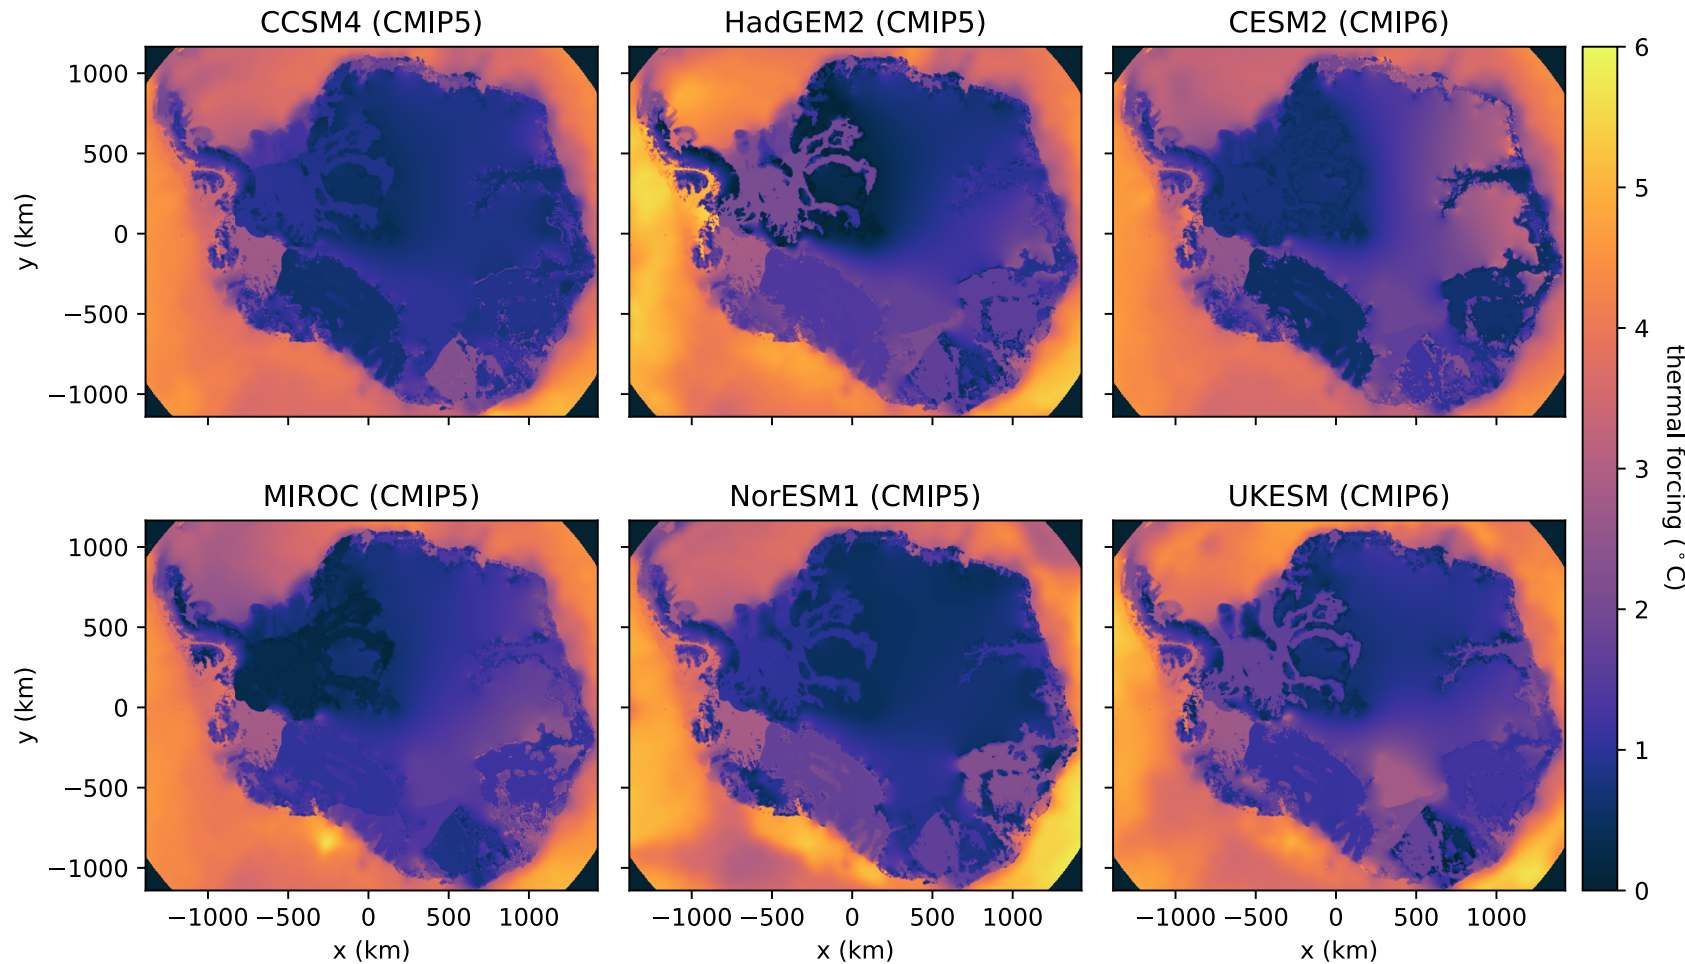 CCSM4 (CMIP5)
HadGEM2 (CMIP5)
CESM2 (CMIP6)
1000
500
0
−500
−1000
y (km)
6
5
4
3
2
1
0
thermal forcing (°C)
MIROC (CMIP5)
NorESM1 (CMIP5)
UKESM (CMIP6)
1000
500
0
−500
−1000
y (km)
−1000 −500 0 500 1000
−1000 −500 0 500 1000
−1000 −500 0 500 1000
x (km)
x (km)
x (km)